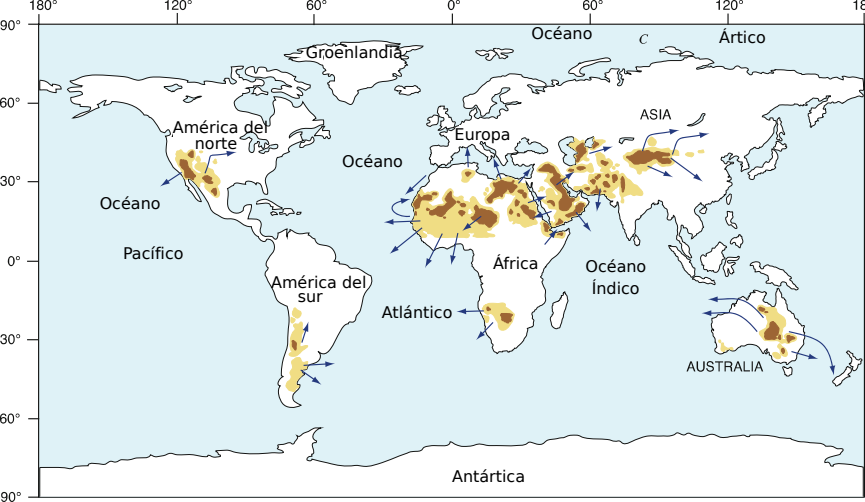 180° 120° 60° 0° 60° 120° 18
90°
Océano C Ártico
Groenlandia
60°
ASIA
América del
norte
Europa
Océano
30°
Océano
Pacífico
0°
África
Océano
Índico
América del
sur
Atlántico
30°
AUSTRALIA
60°
Antártica
90°